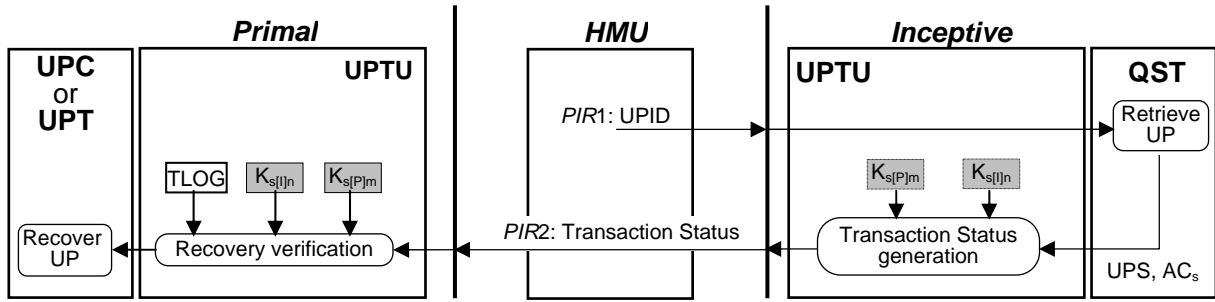 Primal
HMU
Inceptive
UPC
or
UPT
UPTU
UPTU
QST
PIR1: UPID
Retrieve
UP
TLOG
Ks[I]n
Ks[P]m
Ks[P]m
Ks[I]n
Recover
UP
Recovery verification
PIR2: Transaction Status
Transaction Status
generation
UPS, ACs